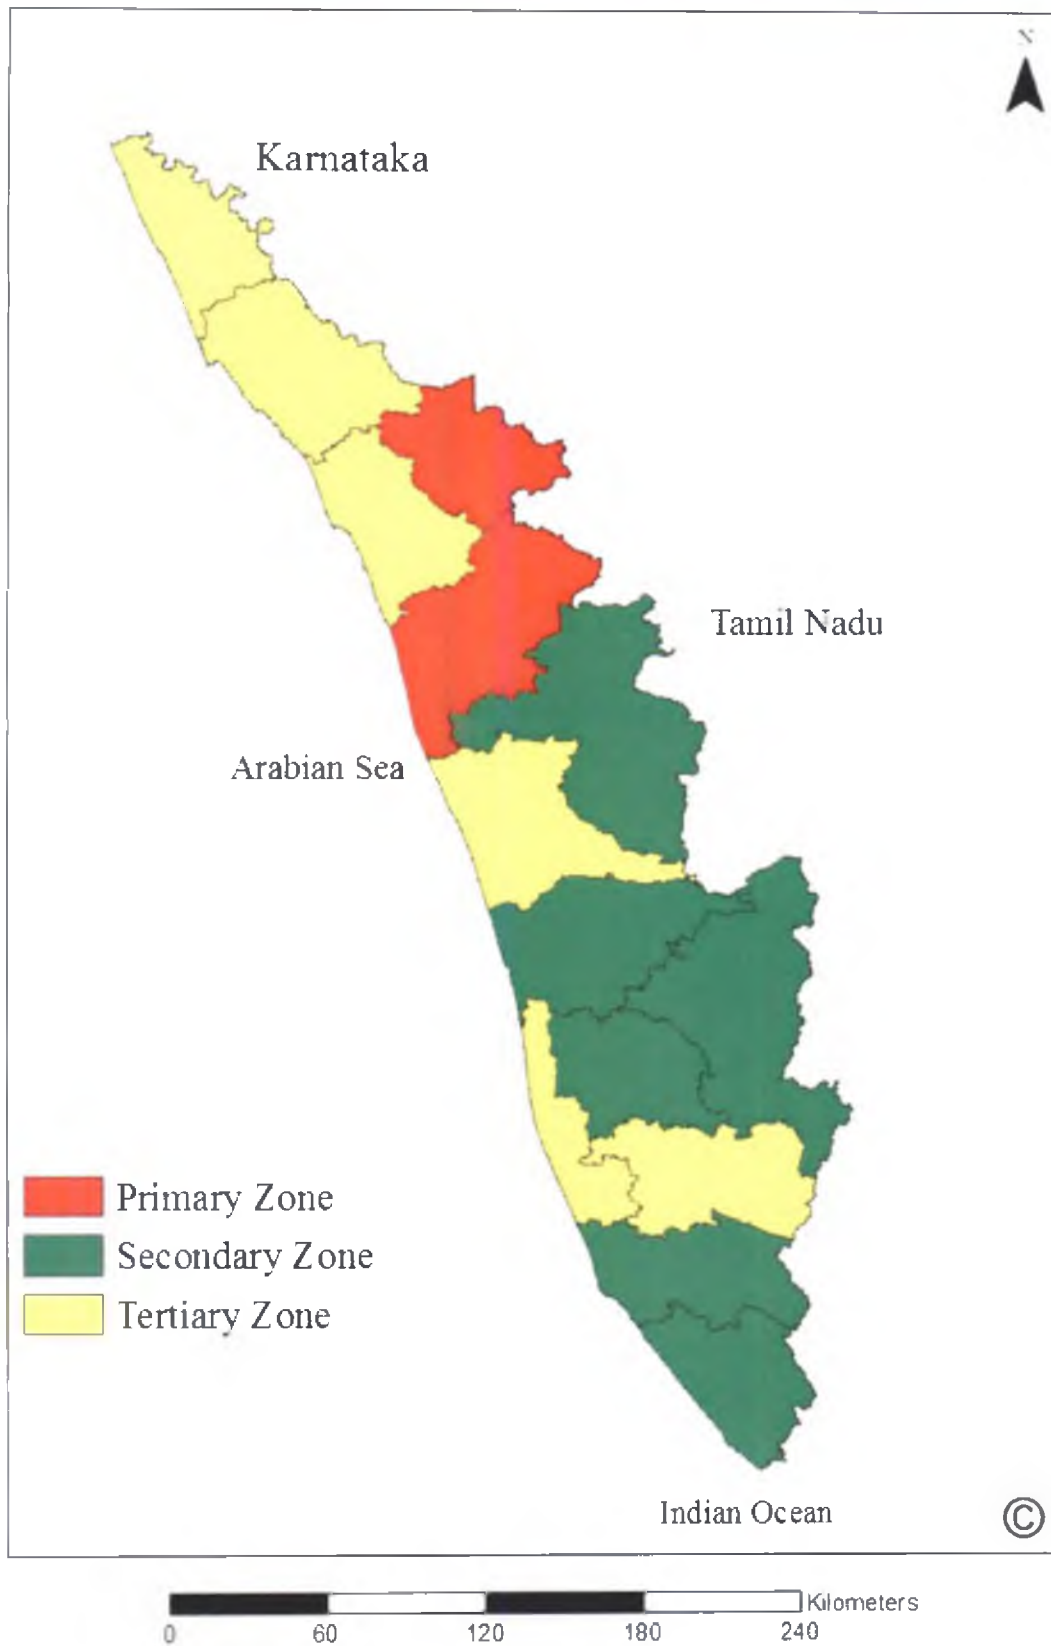 N
Karnataka
Tamil Nadu
Arabian Sea
Primary Zone
Secondary Zone
Tertiary Zone
Indian Ocean
©
Kilometers
0 60 120 180 240